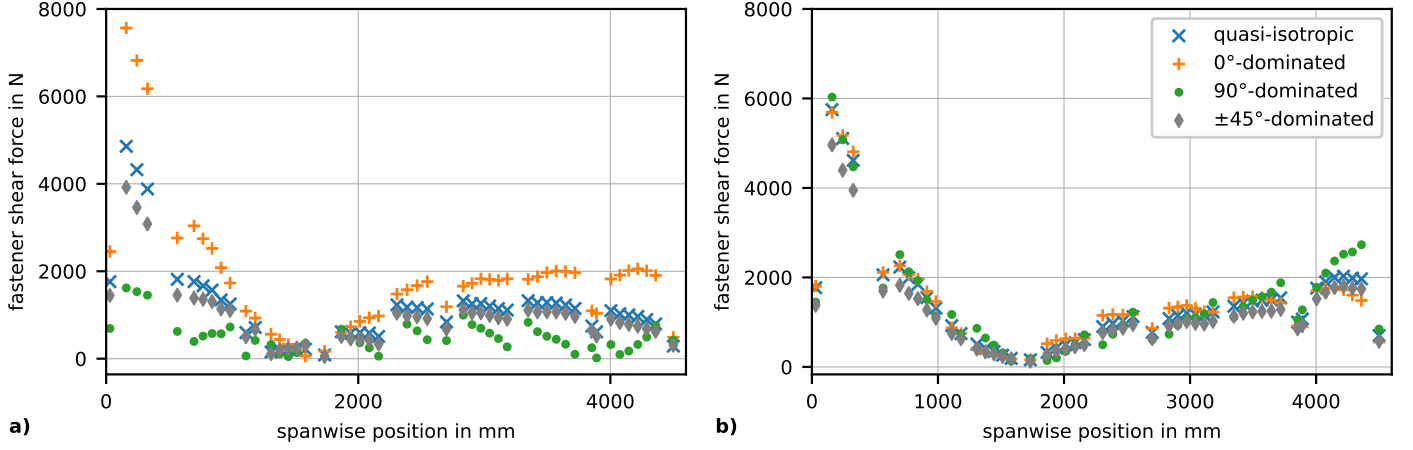 8000
6000
4000
2000
0
fastener shear force in N
0
2000
4000
spanwise position in mm
a)
8000
6000
4000
2000
0
fastener shear force in N
0
1000
2000
3000
4000
spanwise position in mm
b)
quasi-isotropic
0°-dominated
90°-dominated
±45°-dominated